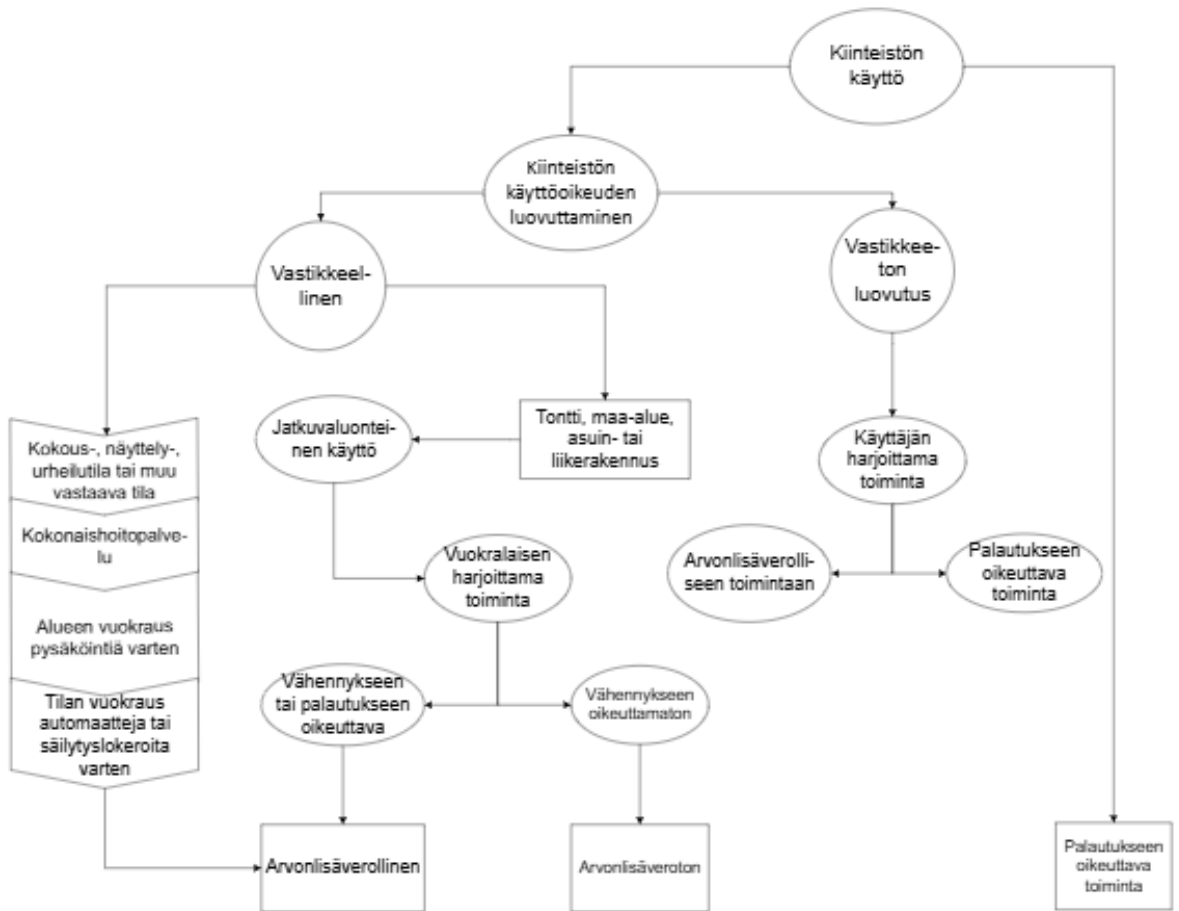 Kiinteistön
käyttö
Kiinteistön
käyttöoikeuden
luovuttaminen
Vastikkeel-
linen
Vastikkee-
ton
luovutus
Kokous-, näyttely-,
urheilutila tai muu
vastaava tila
Kokonaishoitopalve-
lu
Alueen vuokraus
pysäköintiä varten
Tilan vuokraus
automaatteja tai
säilytyslokeroita
varten
Jatkuvaluontei-
nen käyttö
Tontti, maa-alue,
asuin- tai
liikerakennus
Käyttäjän
harjoittama
toiminta
Vuokralaisen
harjoittama
toiminta
Arvonlisäverolli-
seen toimintaan
Palautukseen
oikeuttava
toiminta
Vähennykseen
tai palautukseen
oikeuttava
Vähennykseen
oikeuttamaton
Arvonlisäverollinen
Arvonlisäveroton
Palautukseen
oikeuttava
toiminta